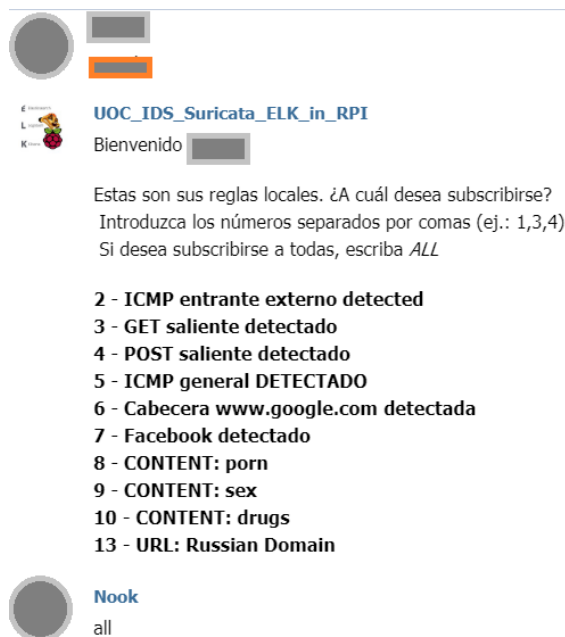 UOC_IDS_Suricata_ELK_in_RPI
Bienvenido
Estas son sus reglas locales. ¿A cuál desea subscribirse?
Introduzca los números separados por comas (ej.: 1,3,4)
Si desea subscribirse a todas, escriba ALL
2 - ICMP entrante externo detected
3 - GET saliente detectado
4 - POST saliente detectado
5 - ICMP general DETECTADO
6 - Cabecera www.google.com detectada
7 - Facebook detectado
8 - CONTENT: porn
9 - CONTENT: sex
10 - CONTENT: drugs
13 - URL: Russian Domain
Nook
all